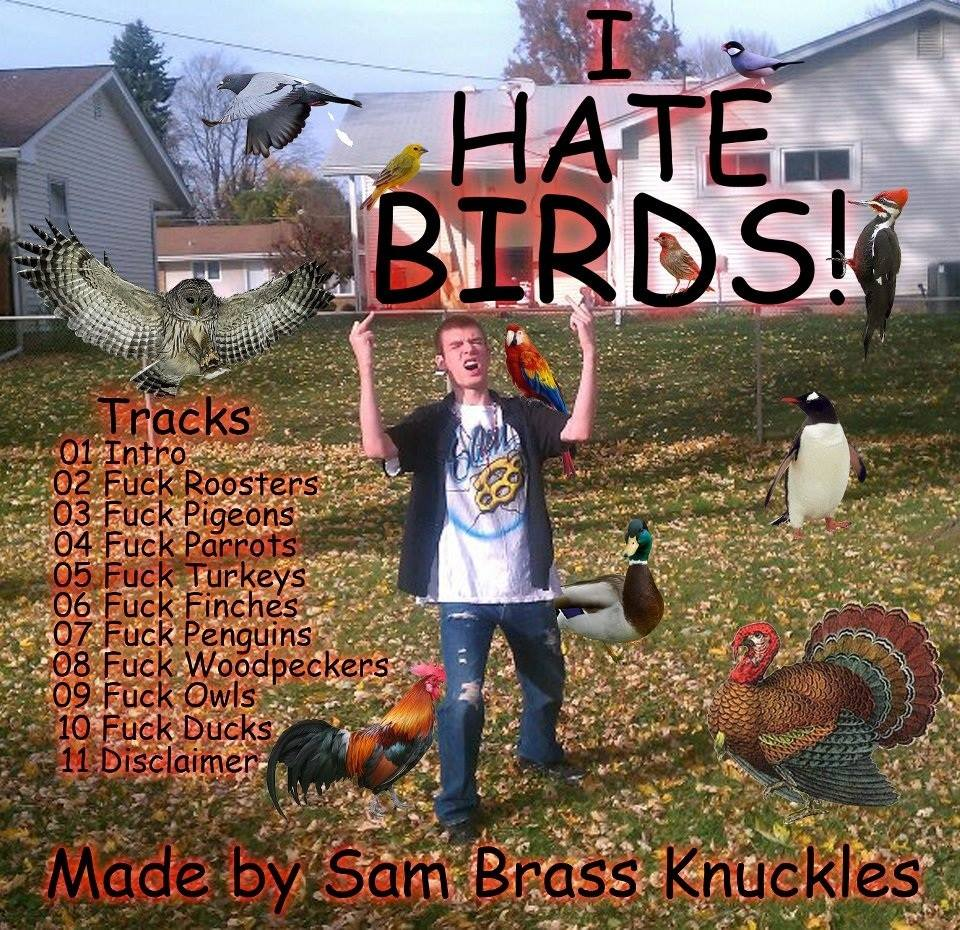 I
HATE
BIRDS!
Tracks
01 Intro
02 Fuck Roosters
03 Fuck Pigeons
04 Fuck Parrots
05 Fuck Turkeys
06 Fuck Finches
07 Fuck Penguins
08 Fuck Woodpeckers
09 Fuck Owls
10 Fuck Ducks
11 Disclaimer
Made by Sam Brass Knuckles